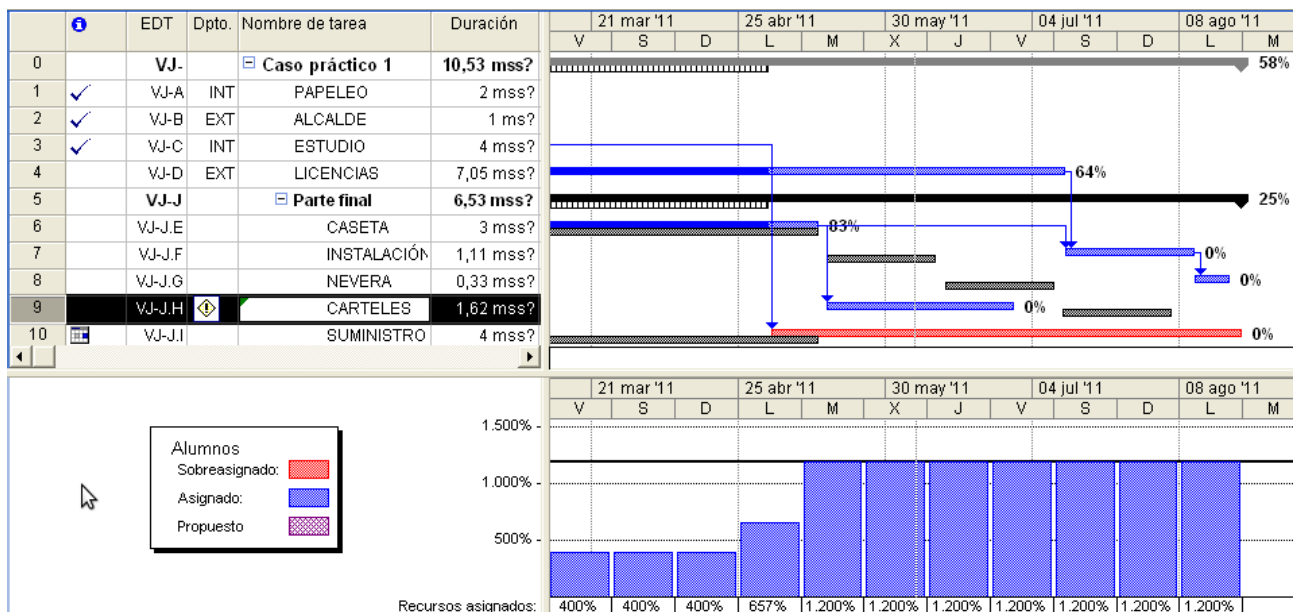 EDT Dpto. Nombre de tarea Duración
21 mar '11 25 abr '11 30 may '11 04 jul '11 08 ago '11
V S D L M X J V S D L M
0 VJ- Caso práctico 1 10,53 mss? 58%
1 VJ-A INT PAPELEO 2 mss?
2 VJ-B EXT ALCALDE 1 ms?
3 VJ-C INT ESTUDIO 4 mss?
4 VJ-D EXT LICENCIAS 7,05 mss? 64%
5 VJ-J Parte final 6,53 mss? 25%
6 VJ-J.E CASETA 3 mss? 83%
7 VJ-J.F INSTALACIÓN 1,11 mss? 0%
8 VJ-J.G NEVERA 0,33 mss? 0%
9 VJ-J.H CARTELES 1,62 mss? 0%
10 VJ-J.I SUMINISTRO 4 mss? 0%
21 mar '11 25 abr '11 30 may '11 04 jul '11 08 ago '11
V S D L M X J V S D L M
1.500%
Alumnos
Sobreasignado:
1.000%
Asignado:
Propuesto
500%
Recursos asignados: 400% 400% 400% 657% 1.200% 1.200% 1.200% 1.200% 1.200% 1.200% 1.200%